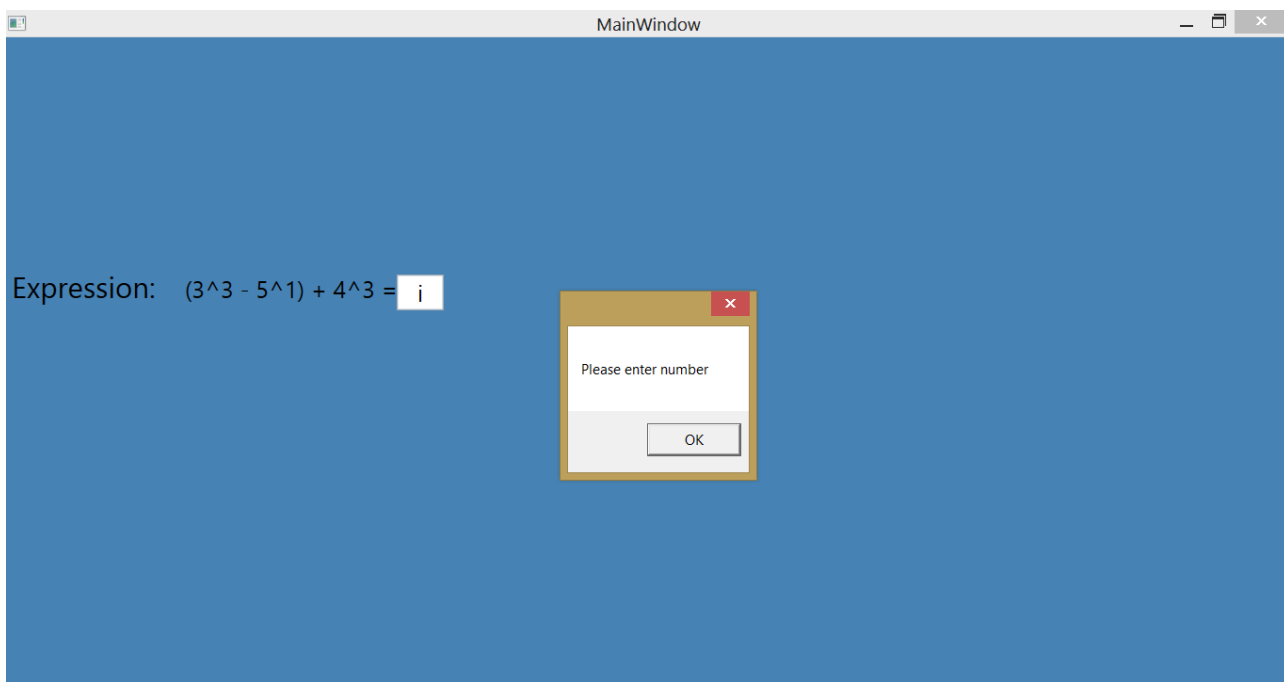 MainWindow
Expression: (3^3 - 5^1) + 4^3 = i
Please enter number
OK